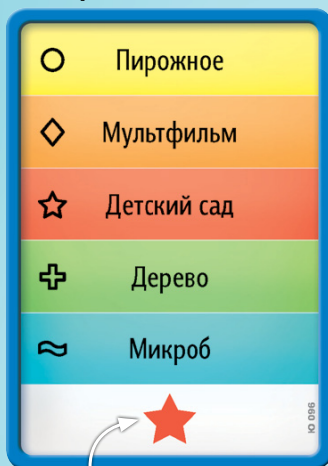 Пирожное
Мультфильм
Детский сад
Дерево
Микроб
Ю 096